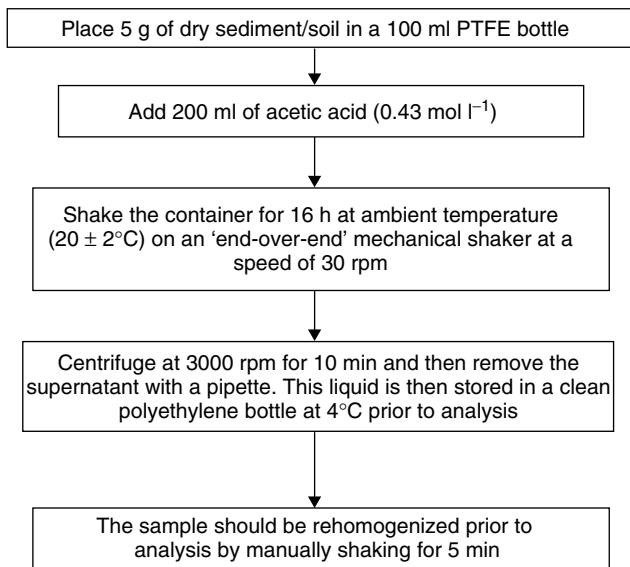 Place 5 g of dry sediment/soil in a 100 ml PTFE bottle
Add 200 ml of acetic acid (0.43 mol l⁻¹)
Shake the container for 16 h at ambient temperature
(20 ± 2°C) on an ‘end-over-end’ mechanical shaker at a
speed of 30 rpm
Centrifuge at 3000 rpm for 10 min and then remove the
supernatant with a pipette. This liquid is then stored in a clean
polyethylene bottle at 4°C prior to analysis
The sample should be rehomogenized prior to
analysis by manually shaking for 5 min